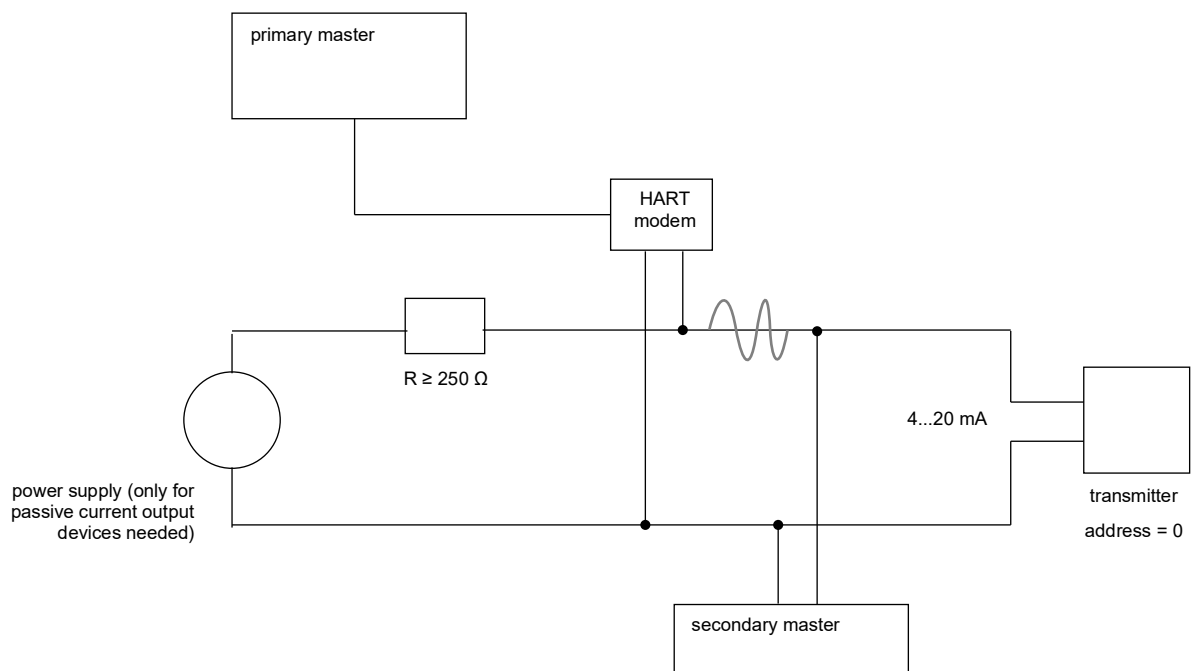 primary master
HART
modem
R ≥ 250 Ω
4...20 mA
power supply (only for
passive current output
devices needed)
transmitter
address = 0
secondary master